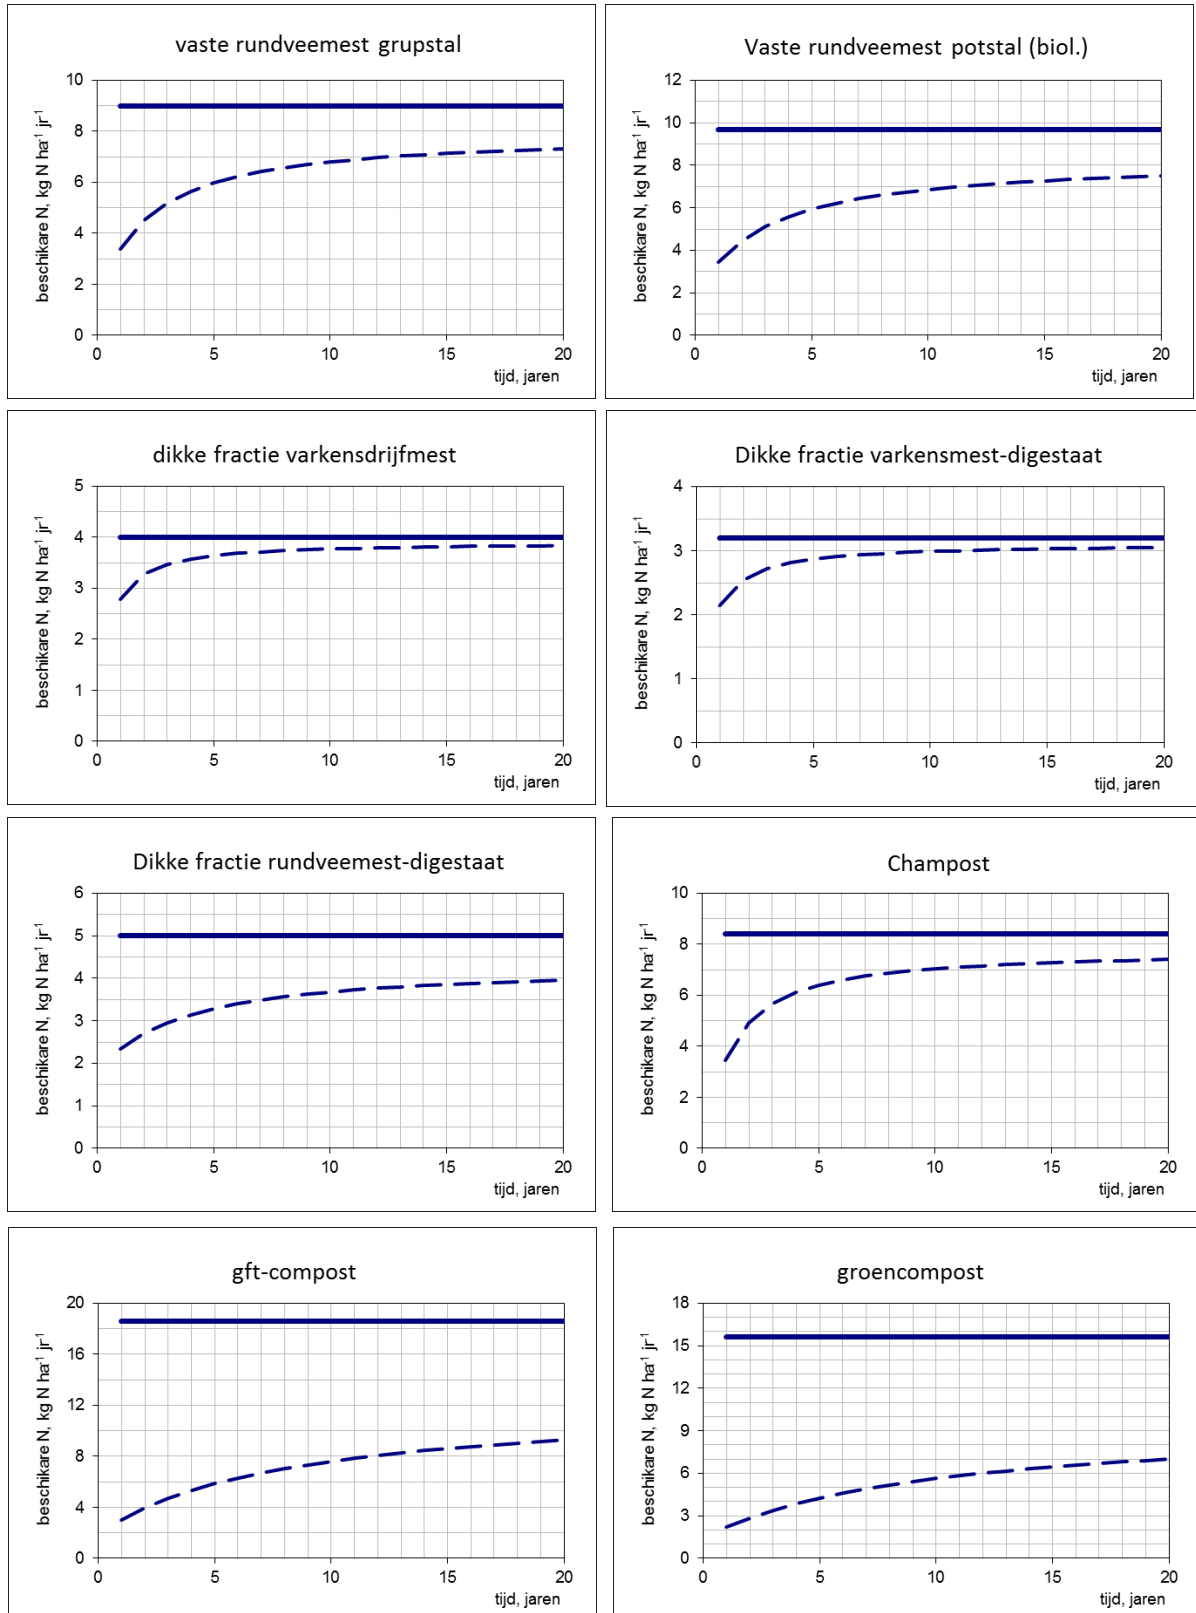 vaste rundveemest grupstal
beschikare N, kg N ha-1 jr-1
10
8
6
4
2
0
0 5 10 15 20
tijd, jaren
Vaste rundveemest potstal (biol.)
beschikare N, kg N ha-1 jr-1
12
10
8
6
4
2
0
0 5 10 15 20
tijd, jaren
dikke fractie varkensdrijfmest
beschikare N, kg N ha-1 jr-1
5
4
3
2
1
0
0 5 10 15 20
tijd, jaren
Dikke fractie varkensmest-digestaat
beschikare N, kg N ha-1 jr-1
4
3
2
1
0
0 5 10 15 20
tijd, jaren
Dikke fractie rundveemest-digestaat
beschikare N, kg N ha-1 jr-1
6
5
4
3
2
1
0
0 5 10 15 20
tijd, jaren
Champost
beschikare N, kg N ha-1 jr-1
10
8
6
4
2
0
0 5 10 15 20
tijd, jaren
gft-compost
beschikare N, kg N ha-1 jr-1
20
16
12
8
4
0
0 5 10 15 20
tijd, jaren
groencompost
beschikare N, kg N ha-1 jr-1
18
15
12
9
6
3
0
0 5 10 15 20
tijd, jaren